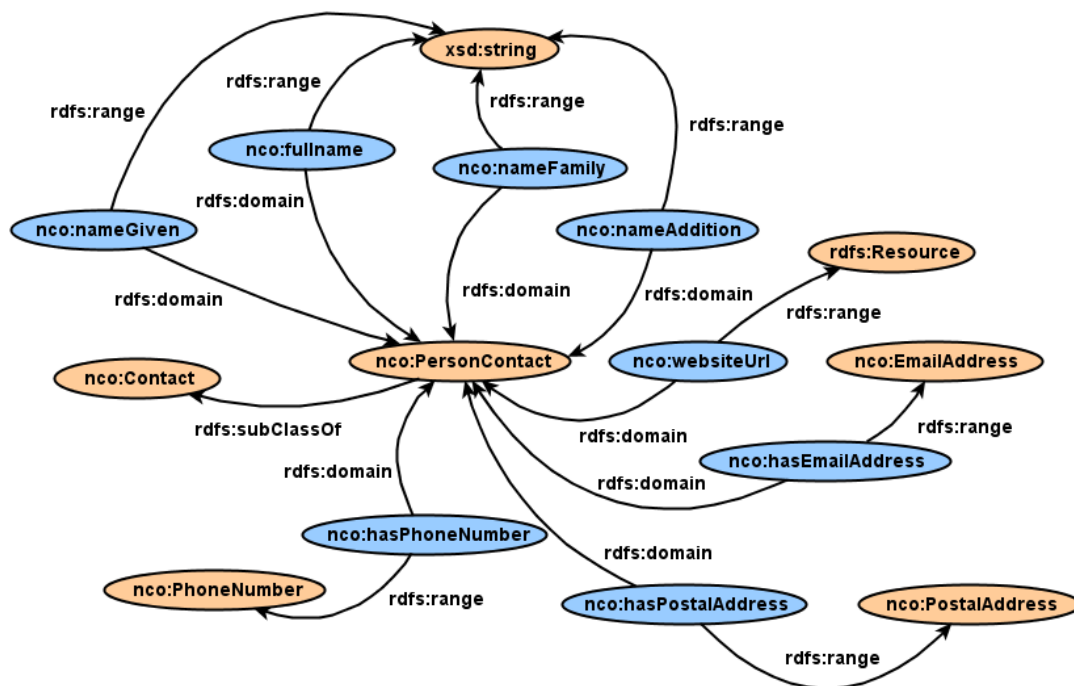 xsd:string
rdfs:range
rdfs:range
rdfs:range
rdfs:range
nco:fullname
nco:nameFamily
rdfs:domain
nco:nameGiven
nco:nameAddition
rdfs:Resource
rdfs:domain
rdfs:domain
rdfs:domain
rdfs:range
nco:PersonContact
nco:websiteUrl
nco:EmailAddress
nco:Contact
rdfs:subClassOf
rdfs:domain
rdfs:range
nco:hasEmailAddress
rdfs:domain
rdfs:domain
nco:hasPhoneNumber
rdfs:domain
nco:PhoneNumber
rdfs:range
nco:hasPostalAddress
nco:PostalAddress
rdfs:range